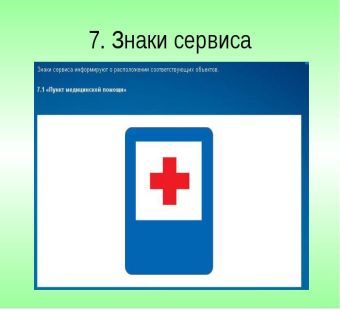 7. Знаки сервиса
Знаки сервиса информируют о расположении соответствующих объектов.
7.1 «Пункт медицинской помощи»